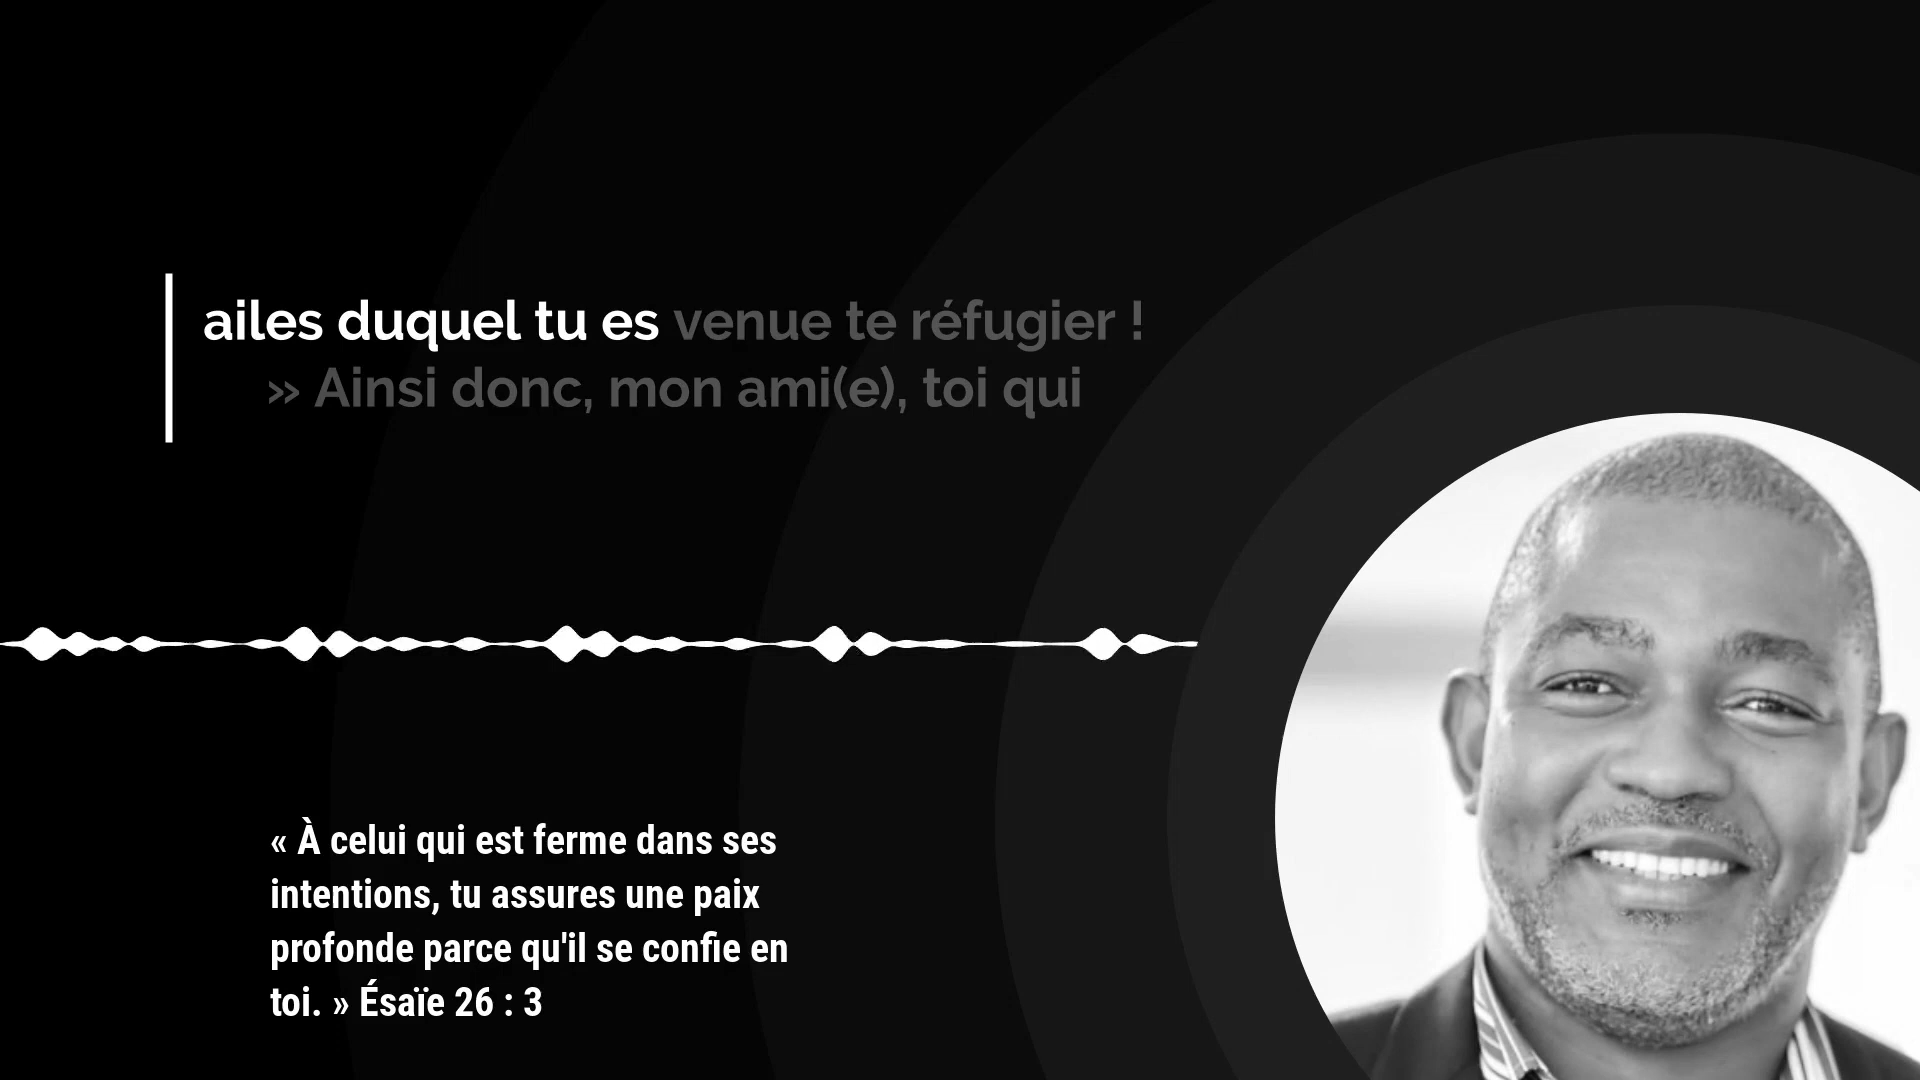 ailes duquel tu es venue te réfugier !
» Ainsi donc, mon ami(e), toi qui
« À celui qui est ferme dans ses
intentions, tu assures une paix
profonde parce qu'il se confie en
toi. » Ésaïe 26 : 3